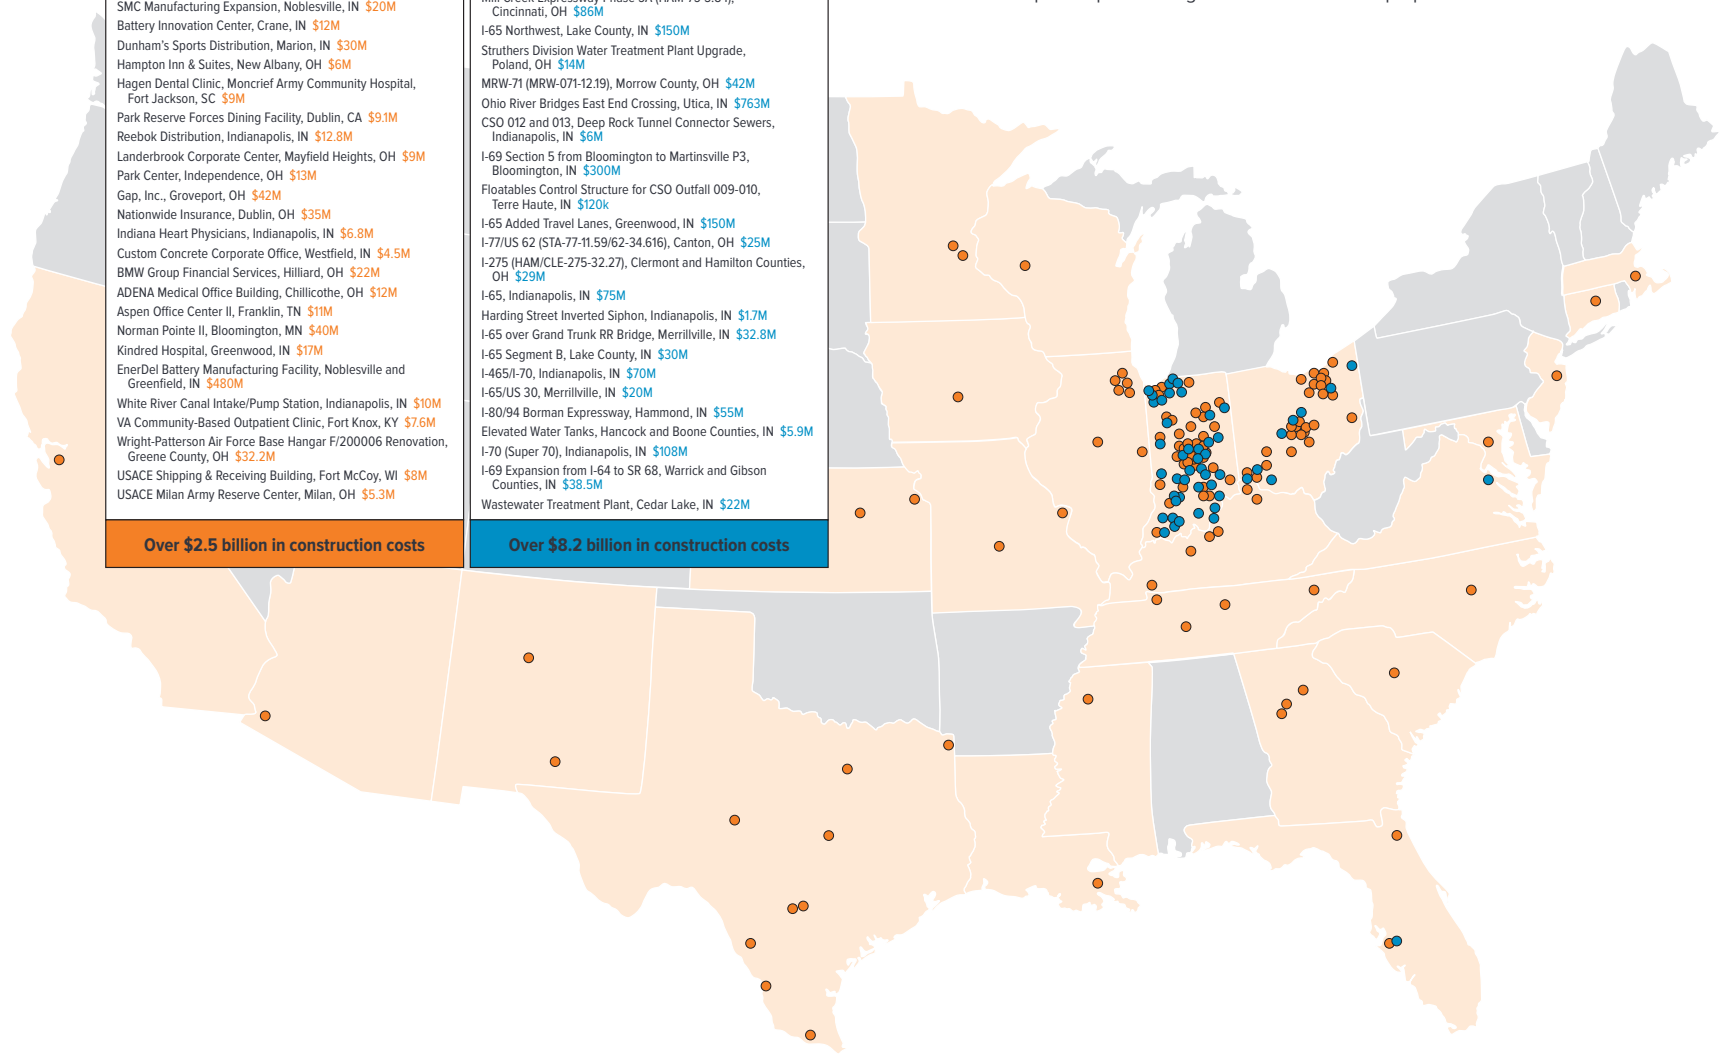 SMC Manufacturing Expansion, Noblesville, IN $20M
Battery Innovation Center, Crane, IN $12M
Dunham's Sports Distribution, Marion, IN $30M
Hampton Inn & Suites, New Albany, OH $6M
Hagen Dental Clinic, Moncrief Army Community Hospital,
Fort Jackson, SC $9M
Park Reserve Forces Dining Facility, Dublin, CA $9.1M
Reebok Distribution, Indianapolis, IN $12.8M
Landerbrook Corporate Center, Mayfield Heights, OH $9M
Park Center, Independence, OH $13M
Gap, Inc., Groveport, OH $42M
Nationwide Insurance, Dublin, OH $35M
Indiana Heart Physicians, Indianapolis, IN $6.8M
Custom Concrete Corporate Office, Westfield, IN $4.5M
BMW Group Financial Services, Hilliard, OH $22M
ADENA Medical Office Building, Chillicothe, OH $12M
Aspen Office Center II, Franklin, TN $11M
Norman Pointe II, Bloomington, MN $40M
Kindred Hospital, Greenwood, IN $17M
EnerDel Battery Manufacturing Facility, Noblesville and
Greenfield, IN $480M
White River Canal Intake/Pump Station, Indianapolis, IN $10M
VA Community-Based Outpatient Clinic, Fort Knox, KY $7.6M
Wright-Patterson Air Force Base Hangar F/200006 Renovation,
Greene County, OH $32.2M
USACE Shipping & Receiving Building, Fort McCoy, WI $8M
USACE Milan Army Reserve Center, Milan, OH $5.3M
Over $2.5 billion in construction costs
Cincinnati, OH $86M
I-65 Northwest, Lake County, IN $150M
Struthers Division Water Treatment Plant Upgrade,
Poland, OH $14M
MRW-71 (MRW-071-12.19), Morrow County, OH $42M
Ohio River Bridges East End Crossing, Utica, IN $763M
CSO 012 and 013, Deep Rock Tunnel Connector Sewers,
Indianapolis, IN $6M
I-69 Section 5 from Bloomington to Martinsville P3,
Bloomington, IN $300M
Floatables Control Structure for CSO Outfall 009-010,
Terre Haute, IN $120k
I-65 Added Travel Lanes, Greenwood, IN $150M
I-77/US 62 (STA-77-11.59/62-34.616), Canton, OH $25M
I-275 (HAM/CLE-275-32.27), Clermont and Hamilton Counties,
OH $29M
I-65, Indianapolis, IN $75M
Harding Street Inverted Siphon, Indianapolis, IN $1.7M
I-65 over Grand Trunk RR Bridge, Merrillville, IN $32.8M
I-65 Segment B, Lake County, IN $30M
I-465/I-70, Indianapolis, IN $70M
I-65/US 30, Merrillville, IN $20M
I-80/94 Borman Expressway, Hammond, IN $55M
Elevated Water Tanks, Hancock and Boone Counties, IN $5.9M
I-70 (Super 70), Indianapolis, IN $108M
I-69 Expansion from I-64 to SR 68, Warrick and Gibson
Counties, IN $38.5M
Wastewater Treatment Plant, Cedar Lake, IN $22M
Over $8.2 billion in construction costs